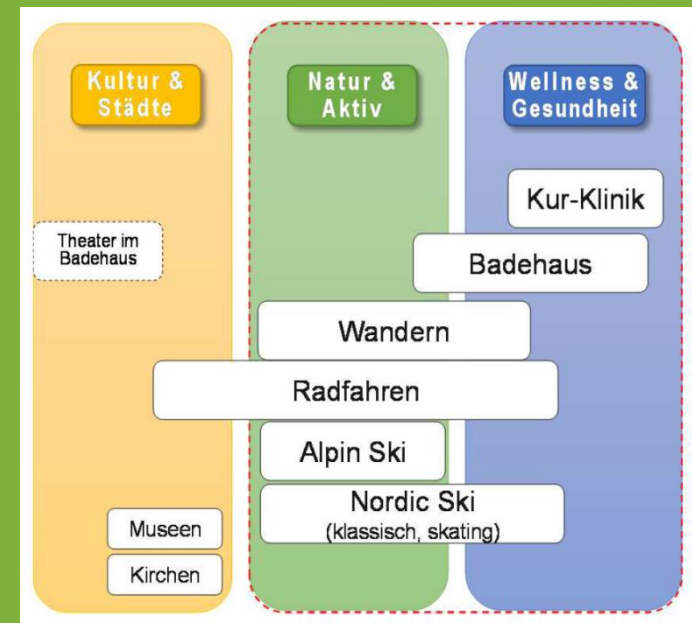 Kultur &
Städte
Natur &
Aktiv
Wellness &
Gesundheit
Kur-Klinik
Theater im
Badehaus
Badehaus
Wandern
Radfahren
Alpin Ski
Nordic Ski
(klassisch, skating)
Museen
Kirchen